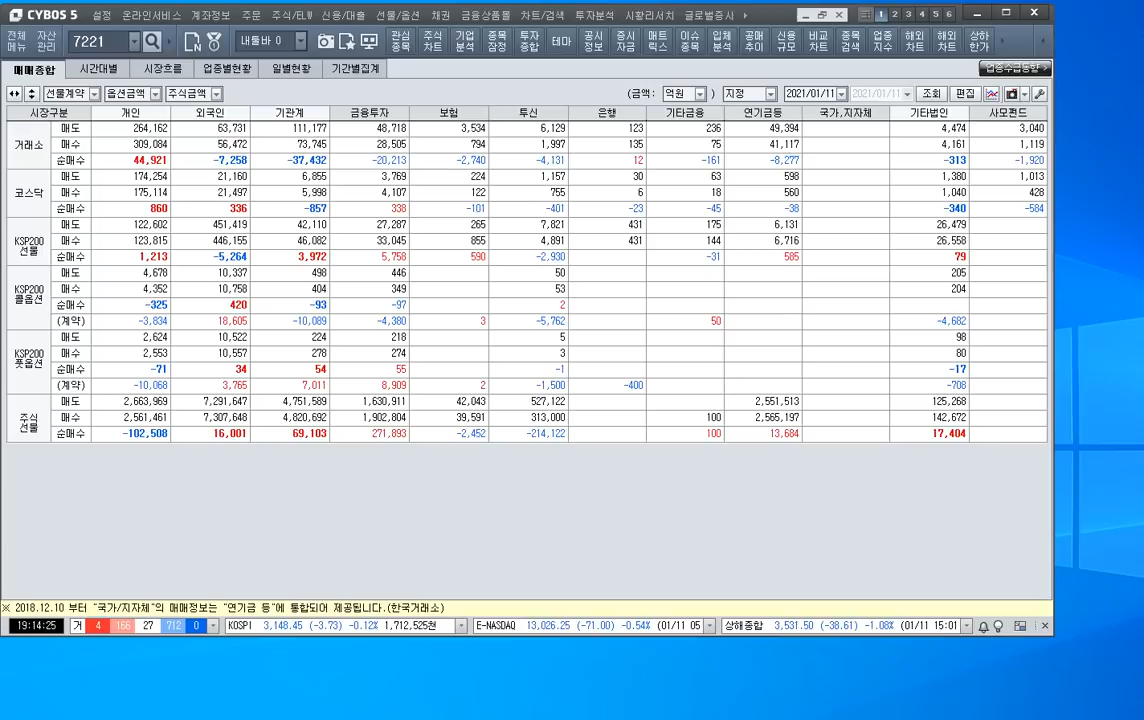 CYBOS 5 설정 온라인서비스 계좌정보 주문 주식/ELW 신용/대출 선물/옵션 채권 금융상품몰 차트/검색 투자분석 시황리서치 글로벌증시 1 2 3 4 5 6
전체메뉴 자산관리 7221 내툴바 0 관심종목 주식차트 기업분석 종목잠정 투자종합 테마 공시정보 증시자금 매트릭스 이슈종목 입체분석 공매추이 신용규모 비교차트 종목검색 업종지수 해외차트 해외차트 상하한가
매매종합 시간대별 시장흐름 업종별현황 일별현황 기간별집계 업종수급동향
선물계약 옵션금액 주식금액 (금액: 억원 ) 지정 2021/01/11 2021/01/11 조회 편집
시장구분 개인 외국인 기관계 금융투자 보험 투신 은행 기타금융 연기금등 국가,지자체 기타법인 사모펀드
거래소 매도 264,162 63,731 111,177 48,718 3,534 6,129 123 236 49,394 4,474 3,040
매수 309,084 56,472 73,745 28,505 794 1,997 135 75 41,117 4,161 1,119
순매수 44,921 -7,258 -37,432 -20,213 -2,740 -4,131 12 -161 -8,277 -313 -1,920
코스닥 매도 174,254 21,160 6,855 3,769 224 1,157 30 63 598 1,380 1,013
매수 175,114 21,497 5,998 4,107 122 755 6 18 560 1,040 428
순매수 860 336 -857 338 -101 -401 -23 -45 -38 -340 -584
KSP200 선물 매도 122,602 451,419 42,110 27,287 265 7,821 431 175 6,131 26,479
매수 123,815 446,155 46,082 33,045 855 4,891 431 144 6,716 26,558
순매수 1,213 -5,264 3,972 5,758 590 -2,930 -31 585 79
KSP200 콜옵션 매도 4,678 10,337 498 446 50 205
매수 4,352 10,758 404 349 53 204
순매수 -325 420 -93 -97 2
(계약) -3,834 18,605 -10,089 -4,380 3 -5,762 50 -4,682
KSP200 풋옵션 매도 2,624 10,522 224 218 5 98
매수 2,553 10,557 278 274 3 80
순매수 -71 34 54 55 -1 -17
(계약) -10,068 3,765 7,011 8,909 2 -1,500 -400 -708
주식 선물 매도 2,663,969 7,291,647 4,751,589 1,630,911 42,043 527,122 2,551,513 125,268
매수 2,561,461 7,307,648 4,820,692 1,902,804 39,591 313,000 100 2,565,197 142,672
순매수 -102,508 16,001 69,103 271,893 -2,452 -214,122 100 13,684 17,404
※ 2018.12.10 부터 "국가/지자체"의 매매정보는 "연기금 등"에 통합되어 제공됩니다.(한국거래소)
19:14:25 거 4 166 27 712 0 KOSPI 3,148.45 (-3.73) -0.12% 1,712,525천 E-NASDAQ 13,026.25 (-71.00) -0.54% (01/11 05 상해종합 3,531.50 (-38.61) -1.08% (01/11 15:01